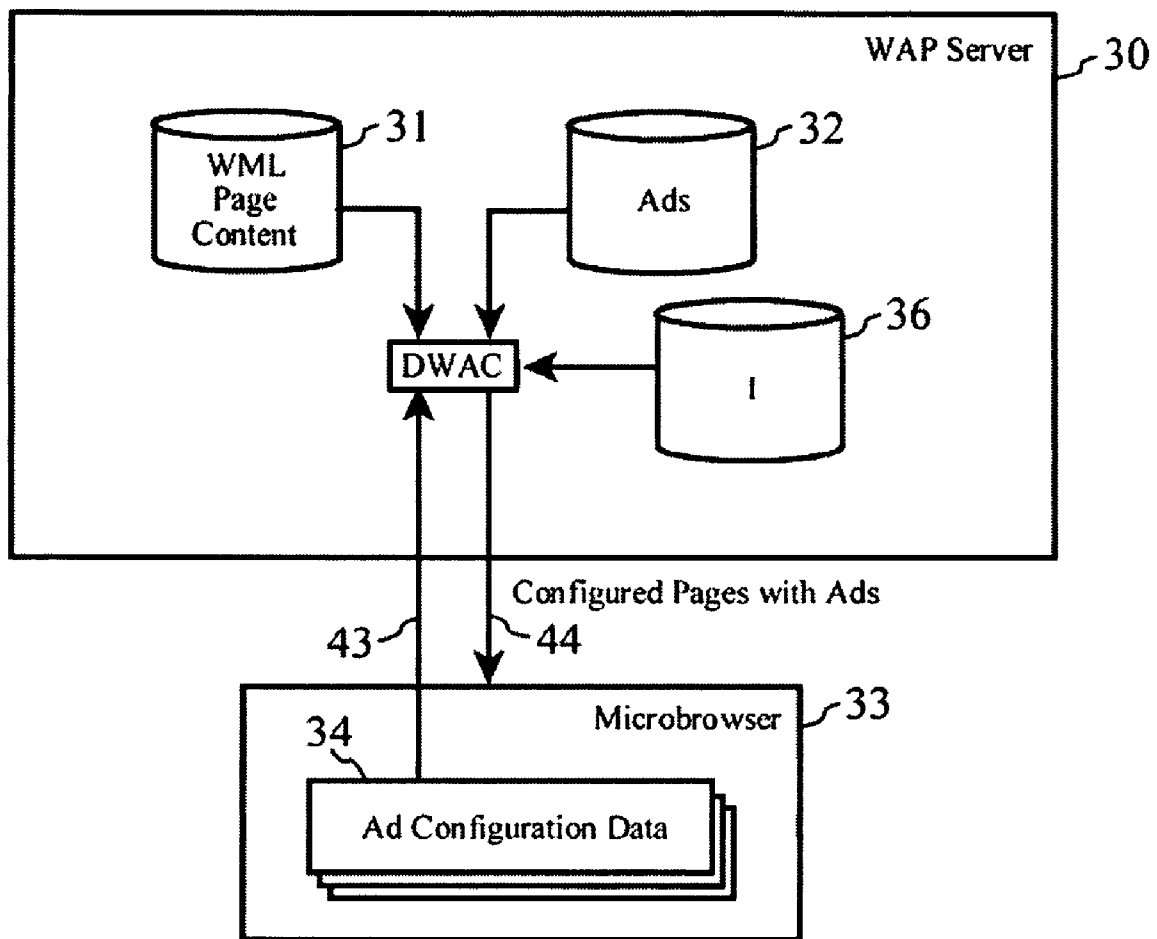 WAP Server
30
31
WML
Page
Content
32
Ads
36
I
DWAC
Configured Pages with Ads
43
44
Microbrowser
33
34
Ad Configuration Data